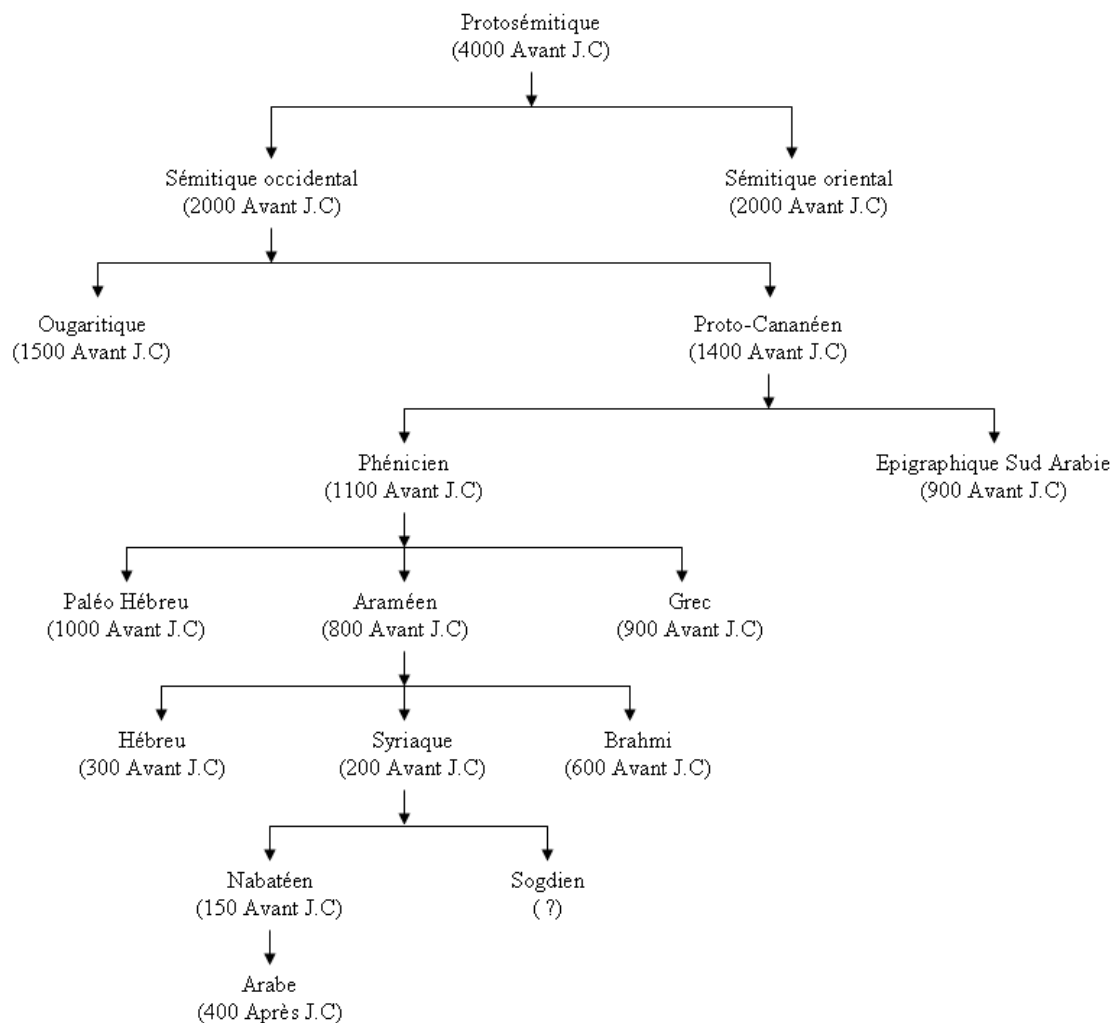 Protosémitique
(4000 Avant J.C)
Sémitique occidental
(2000 Avant J.C)
Sémitique oriental
(2000 Avant J.C)
Ougaritique
(1500 Avant J.C)
Proto-Cananéen
(1400 Avant J.C)
Phénicien
(1100 Avant J.C)
Epigraphique Sud Arabie
(900 Avant J.C)
Paléo Hébreu
(1000 Avant J.C)
Araméen
(800 Avant J.C)
Grec
(900 Avant J.C)
Hébreu
(300 Avant J.C)
Syriaque
(200 Avant J.C)
Brahmi
(600 Avant J.C)
Nabatéen
(150 Avant J.C)
Sogdien
( ?)
Arabe
(400 Après J.C)